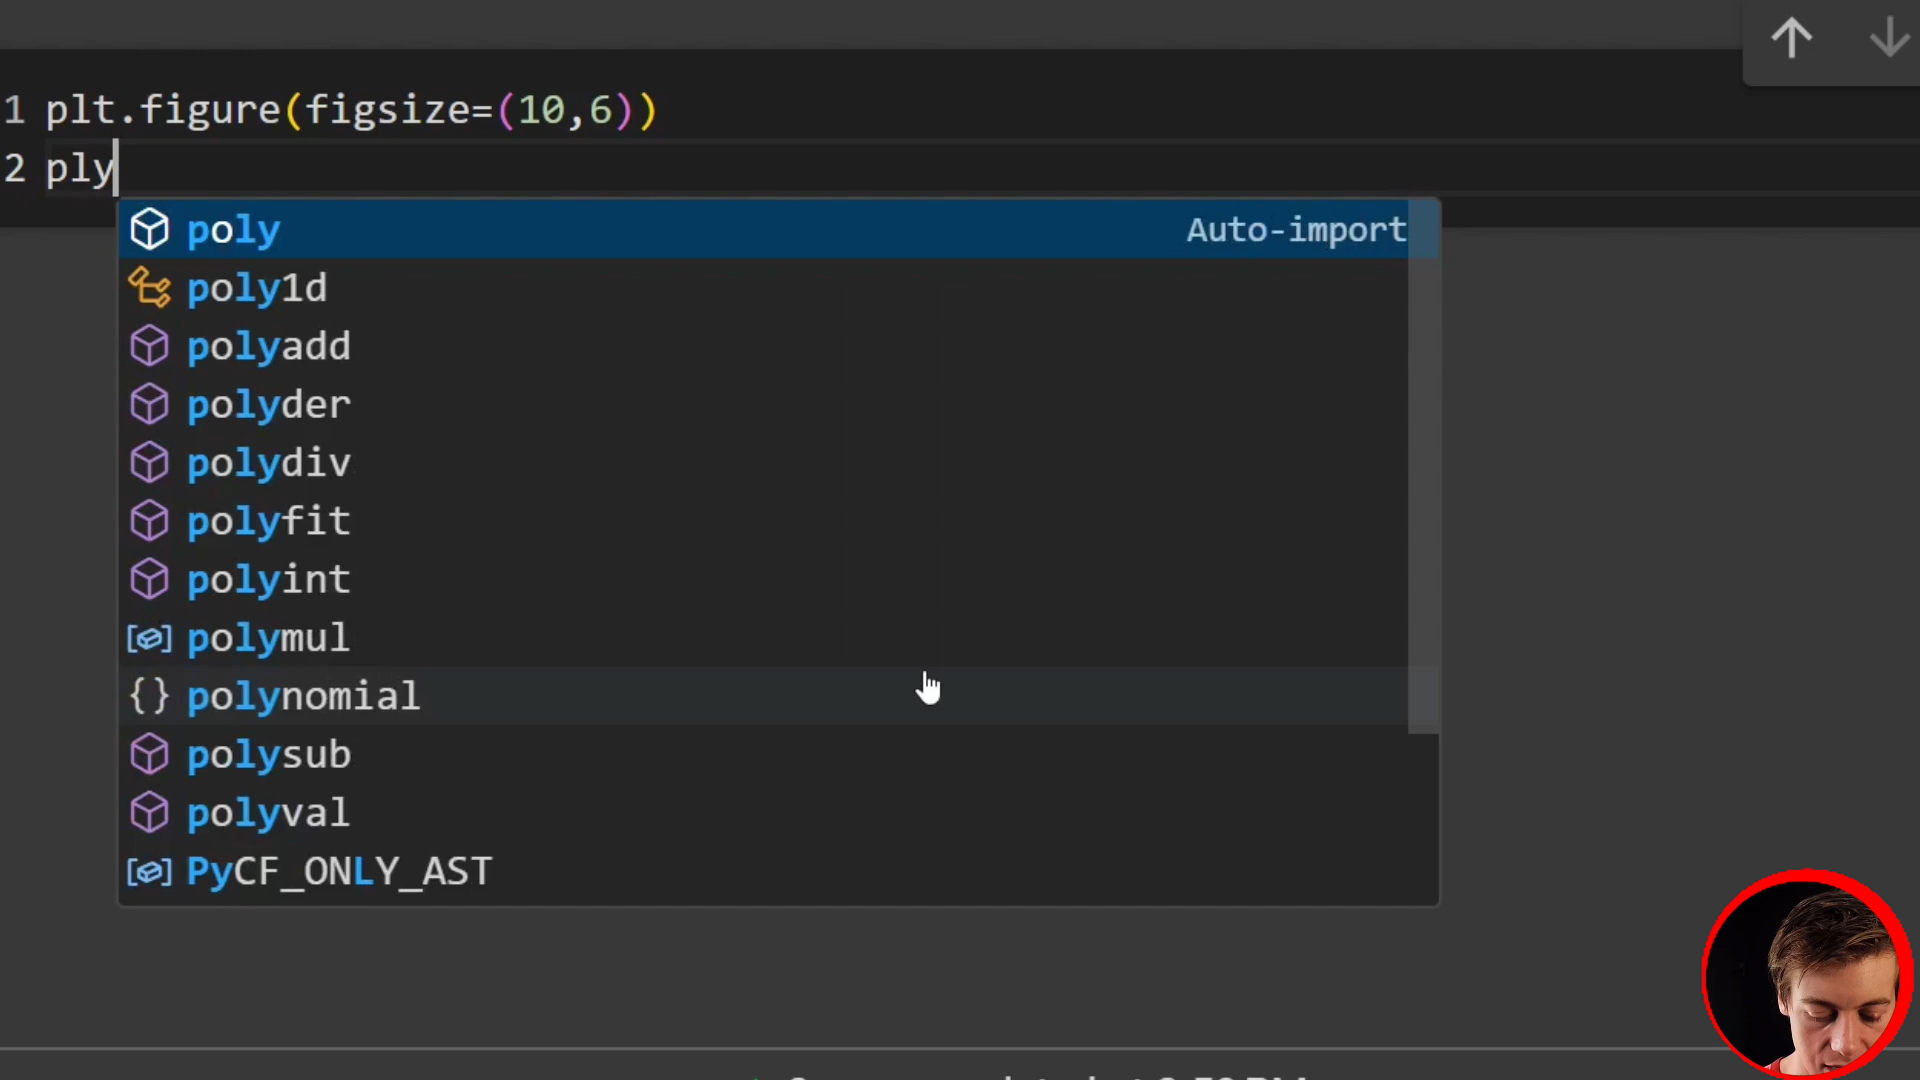 1 plt.figure(figsize=(10,6))
2 ply
poly Auto-import
poly1d
polyadd
polyder
polydiv
polyfit
polyint
polymul
{} polynomial
polysub
polyval
PyCF_ONLY_AST